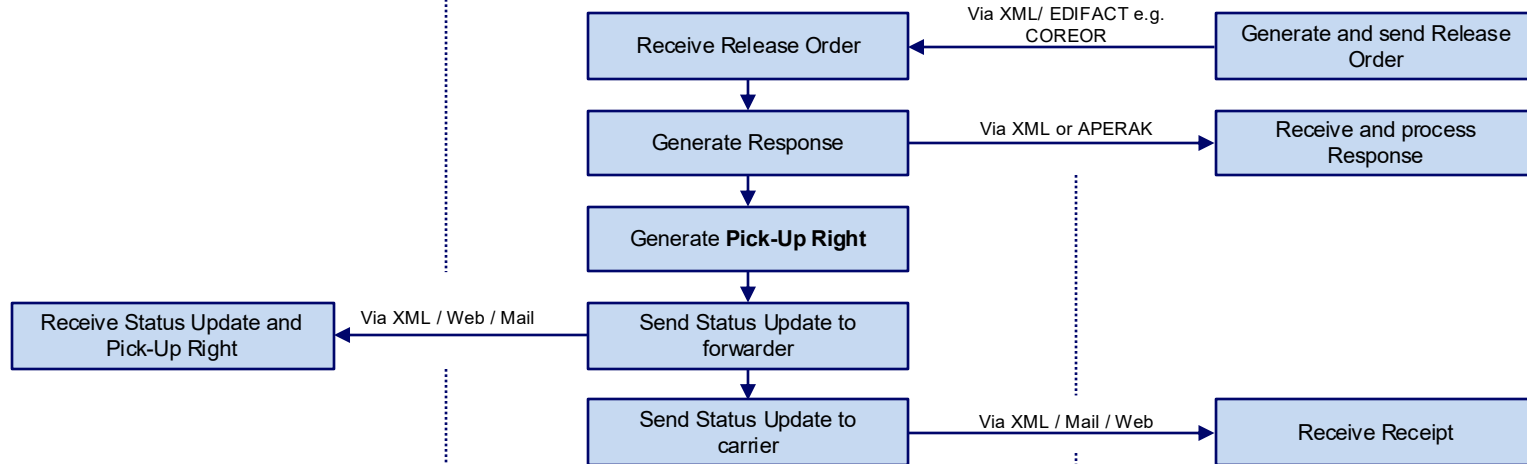 Receive Release Order
Via XML/ EDIFACT e.g.
COREOR
Generate and send Release
Order
Generate Response
Via XML or APERAK
Receive and process
Response
Generate Pick-Up Right
Receive Status Update and
Pick-Up Right
Via XML / Web / Mail
Send Status Update to
forwarder
Send Status Update to
carrier
Via XML / Mail / Web
Receive Receipt